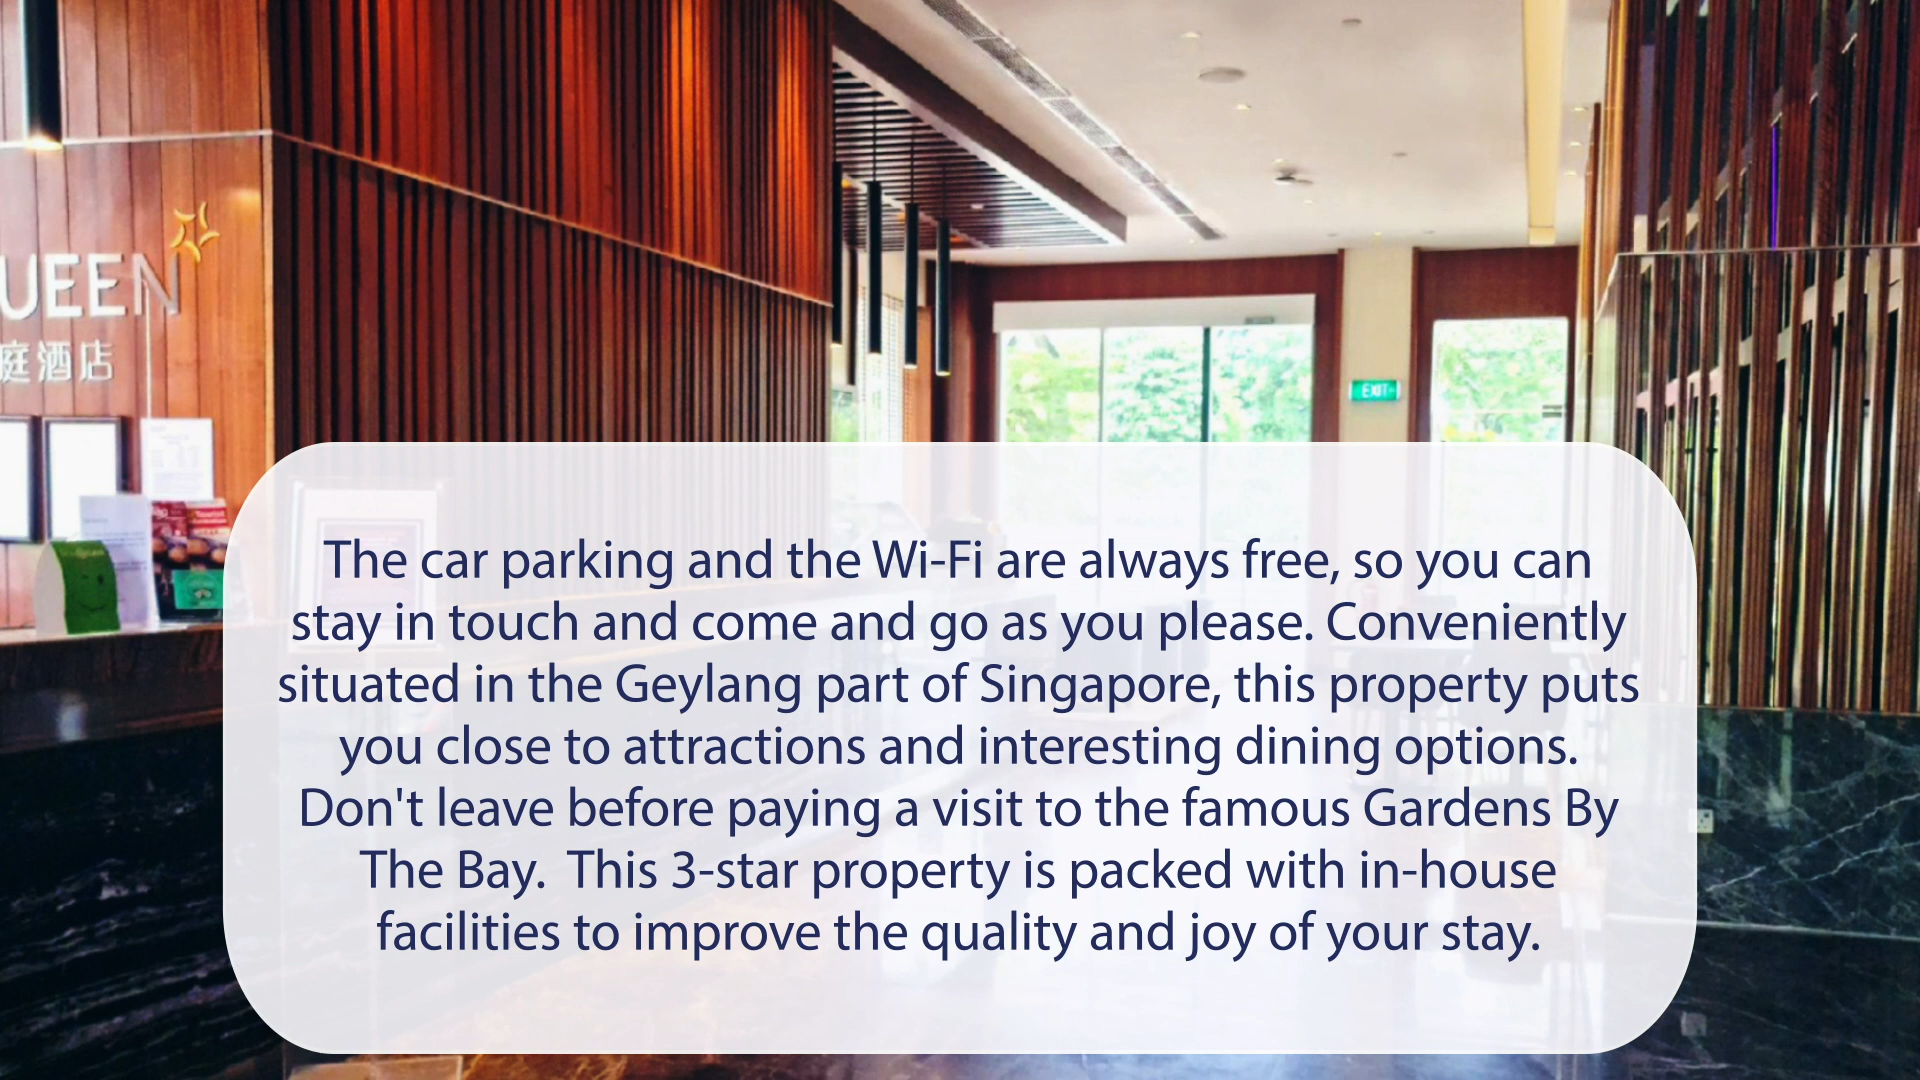 UEEN
庭酒店
EXIT
The car parking and the Wi-Fi are always free, so you can
stay in touch and come and go as you please. Conveniently
situated in the Geylang part of Singapore, this property puts
you close to attractions and interesting dining options.
Don't leave before paying a visit to the famous Gardens By
The Bay.  This 3-star property is packed with in-house
facilities to improve the quality and joy of your stay.